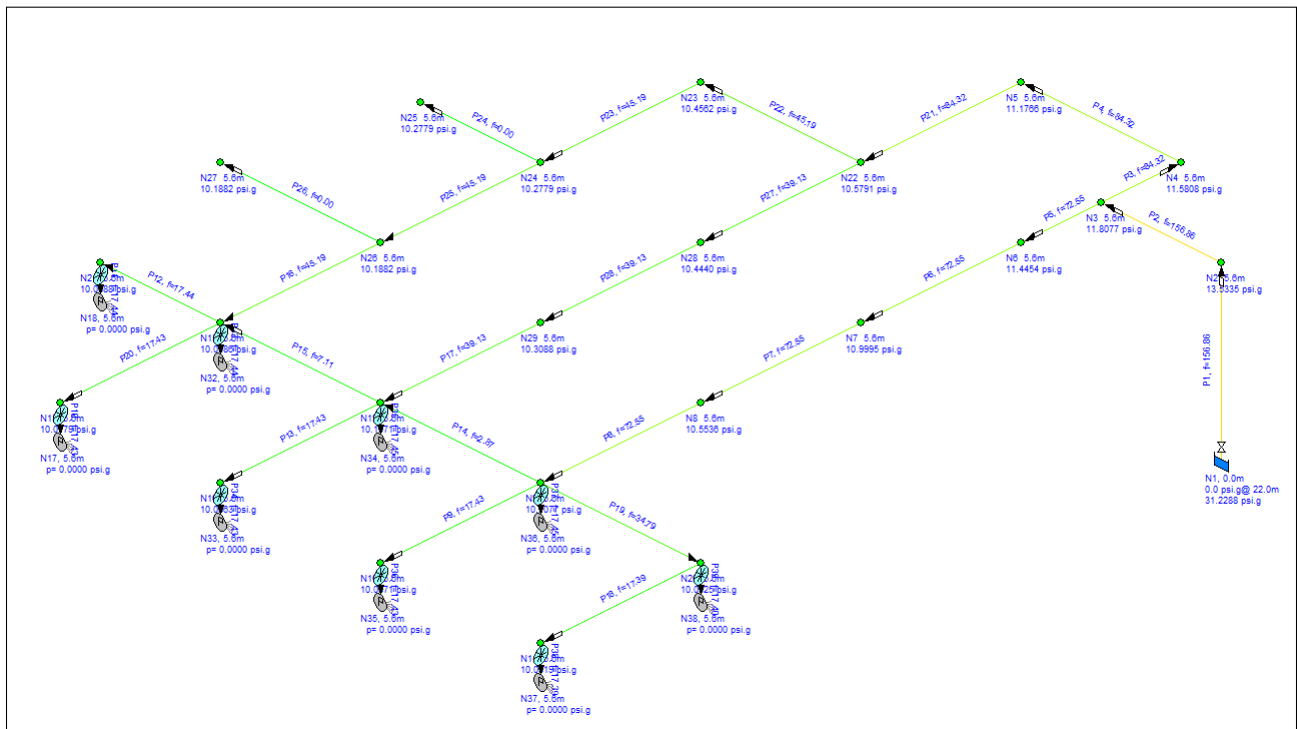 N23 5.6m
10.4562 psi.g
N5 5.6m
11.1766 psi.g
N25 5.6m
10.2779 psi.g
P24, f=0.00
P23, f=45.19
P22, f=45.19
P21, f=84.32
P4, f=84.32
N27 5.6m
10.1882 psi.g
P26, f=0.00
N24 5.6m
10.2779 psi.g
P25, f=45.19
N22 5.6m
10.5791 psi.g
P27, f=39.13
P3, f=84.32
N4 5.6m
11.5808 psi.g
N3 5.6m
11.8077 psi.g
P2, f=156.86
P5, f=72.55
N26 5.6m
10.1882 psi.g
P16, f=45.19
N28 5.6m
10.4440 psi.g
P28, f=39.13
N6 5.6m
11.4454 psi.g
P6, f=72.55
P12, f=17.44
N18, 5.6m
p= 0.0000 psi.g
P20, f=17.43
P15, f=7.11
N32, 5.6m
p= 0.0000 psi.g
N29 5.6m
10.3088 psi.g
P17, f=39.13
N7 5.6m
10.9995 psi.g
P7, f=72.55
P1, f=156.86
N17, 5.6m
p= 0.0000 psi.g
P13, f=17.43
P14, f=2.87
N34, 5.6m
p= 0.0000 psi.g
N8 5.6m
10.5536 psi.g
P8, f=72.55
N1, 0.0m
0.0 psi.g@ 22.0m
31.2288 psi.g
N33, 5.6m
p= 0.0000 psi.g
P9, f=17.43
P19, f=34.79
N36, 5.6m
p= 0.0000 psi.g
N35, 5.6m
p= 0.0000 psi.g
P18, f=17.39
N38, 5.6m
p= 0.0000 psi.g
N37, 5.6m
p= 0.0000 psi.g